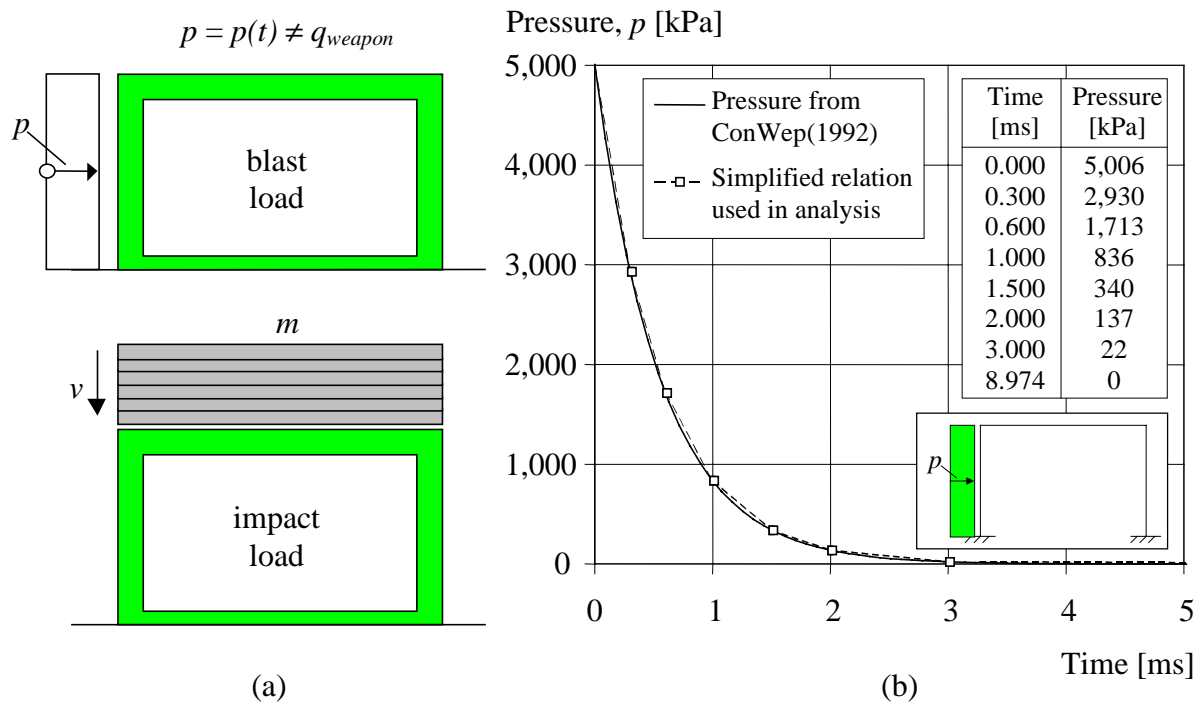 p = p(t) ≠ q_weapon
p
blast
load
m
v
impact
load
(a)
Pressure, p [kPa]
5,000
4,000
3,000
2,000
1,000
0
0 1 2 3 4 5
Time [ms]
Pressure from
ConWep(1992)
Simplified relation
used in analysis
Time Pressure
[ms] [kPa]
0.000 5,006
0.300 2,930
0.600 1,713
1.000 836
1.500 340
2.000 137
3.000 22
8.974 0
p
(b)